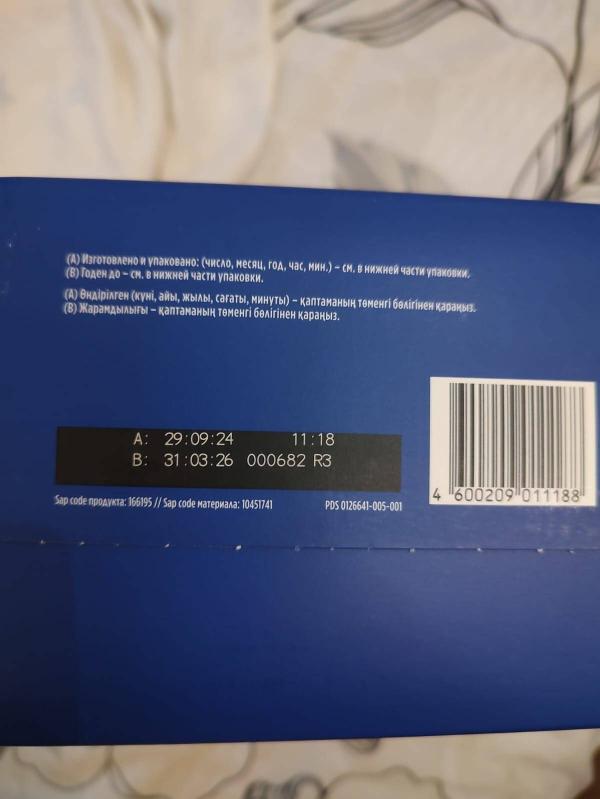 (А) Изготовлено и упаковано: (число, месяц, год, час, мин.) – см. в нижней части упаковки.
(В) Годен до – см. в нижней части упаковки.
(А) Өндірілген (күні, айы, жылы, сағаты, минуты) – қаптаманың төменгі бөлігінен қараңыз.
(В) Жарамдылығы – қаптаманың төменгі бөлігінен қараңыз.
A: 29:09:24 11:18
B: 31:03:26 000682 R3
4 600209 011188
Sap code продукта: 166195 // Sap code материала: 10451741 PDS 0126641-005-001